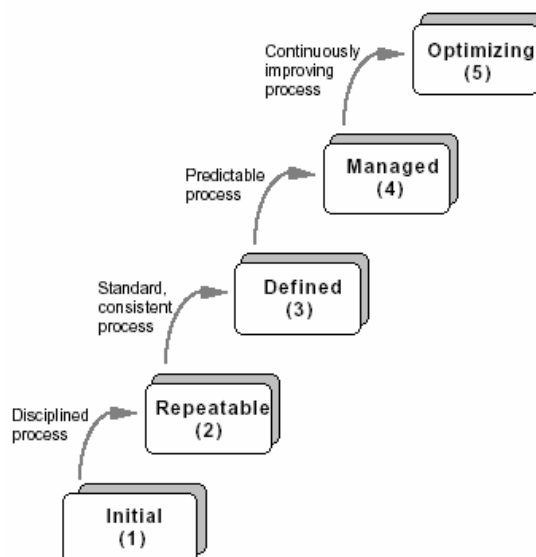 Continuously
improving
process
Optimizing
(5)
Predictable
process
Managed
(4)
Standard,
consistent
process
Defined
(3)
Disciplined
process
Repeatable
(2)
Initial
(1)